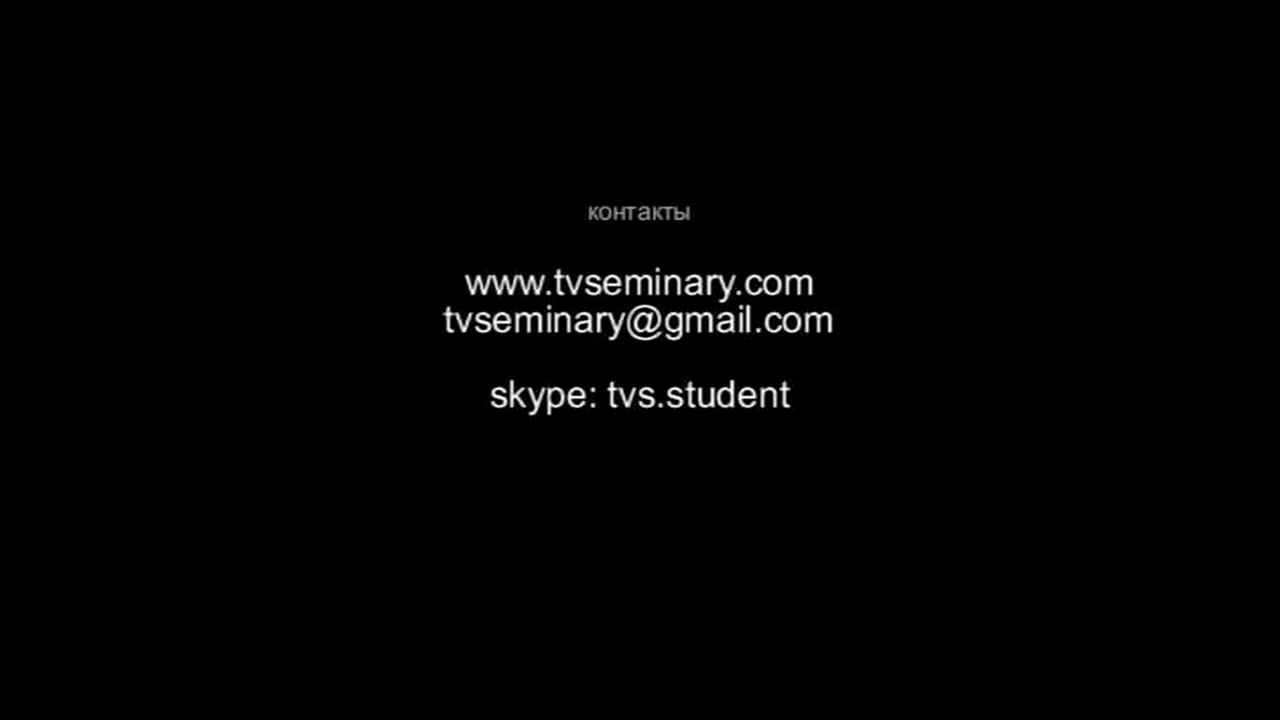 контакты
www.tvseminary.com
tvseminary@gmail.com
skype: tvs.student